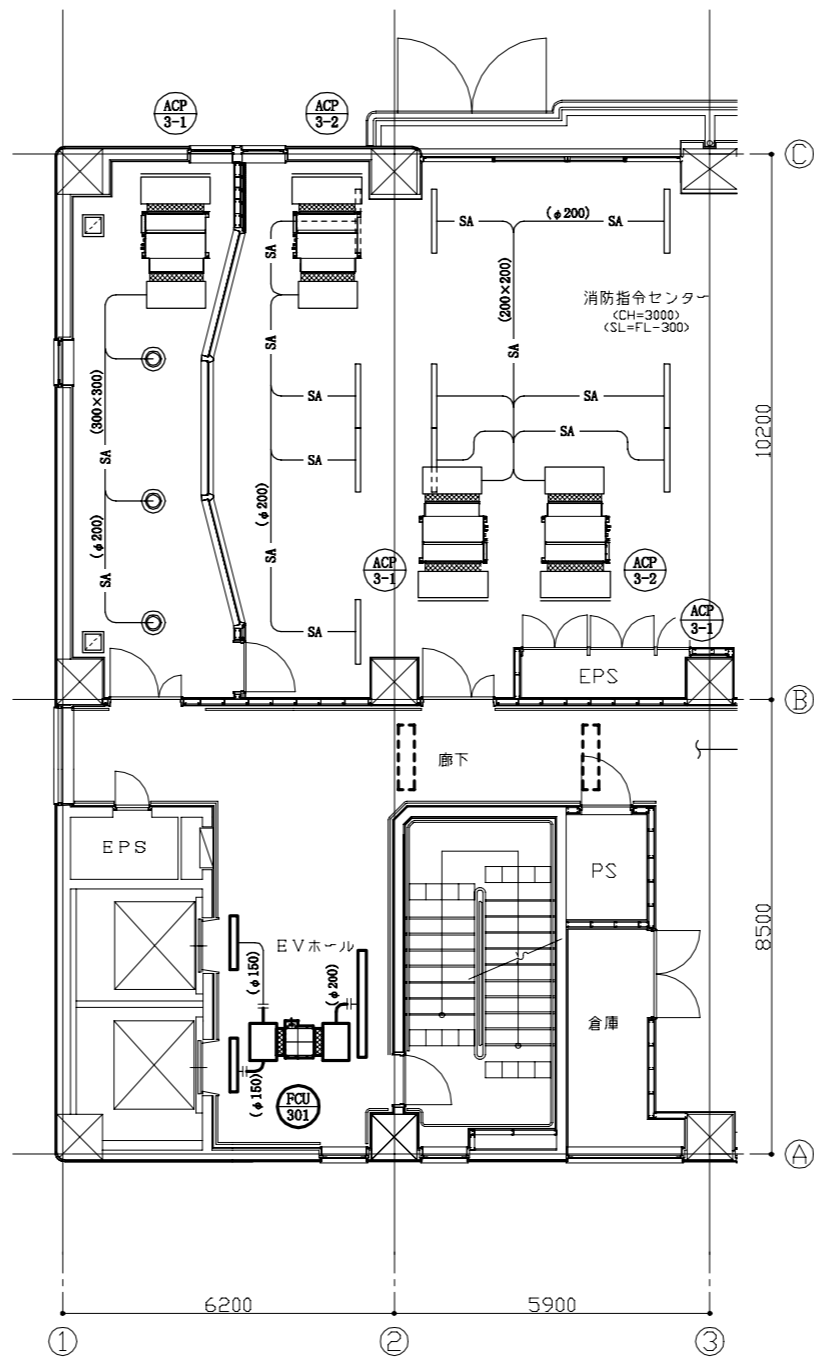 ACP
3-1
ACP
3-2
Ⓒ
SA
(φ200)
SA
SA
(200×200)
SA
消防指令センター
<CH=3000>
<SL=FL-300>
(300×300)
SA
SA
SA
SA
SA
SA
SA
SA
(φ200)
(φ200)
SA
SA
SA
10200
ACP
3-1
ACP
3-2
ACP
3-1
EPS
Ⓑ
廊下
EPS
PS
EVホール
(φ150)
(φ200)
(φ150)
FCU
301
倉庫
8500
Ⓐ
6200
5900
①
②
③